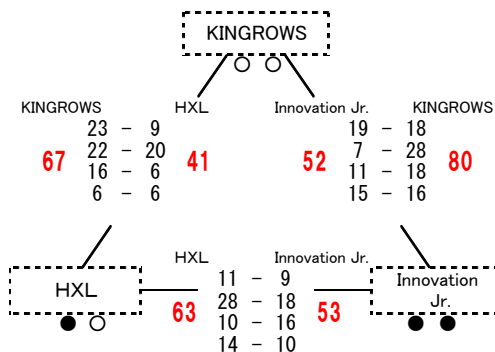 KINGROWS
○ ○
KINGROWS HXL Innovation Jr. KINGROWS
23 - 9 19 - 18
67 22 - 20 41 52 7 - 28 80
16 - 6 11 - 18
6 - 6 15 - 16
HXL Innovation Jr.
HXL 11 - 9 Innovation
Jr.
63 28 - 18 53
● ○ 10 - 16 ● ●
14 - 10